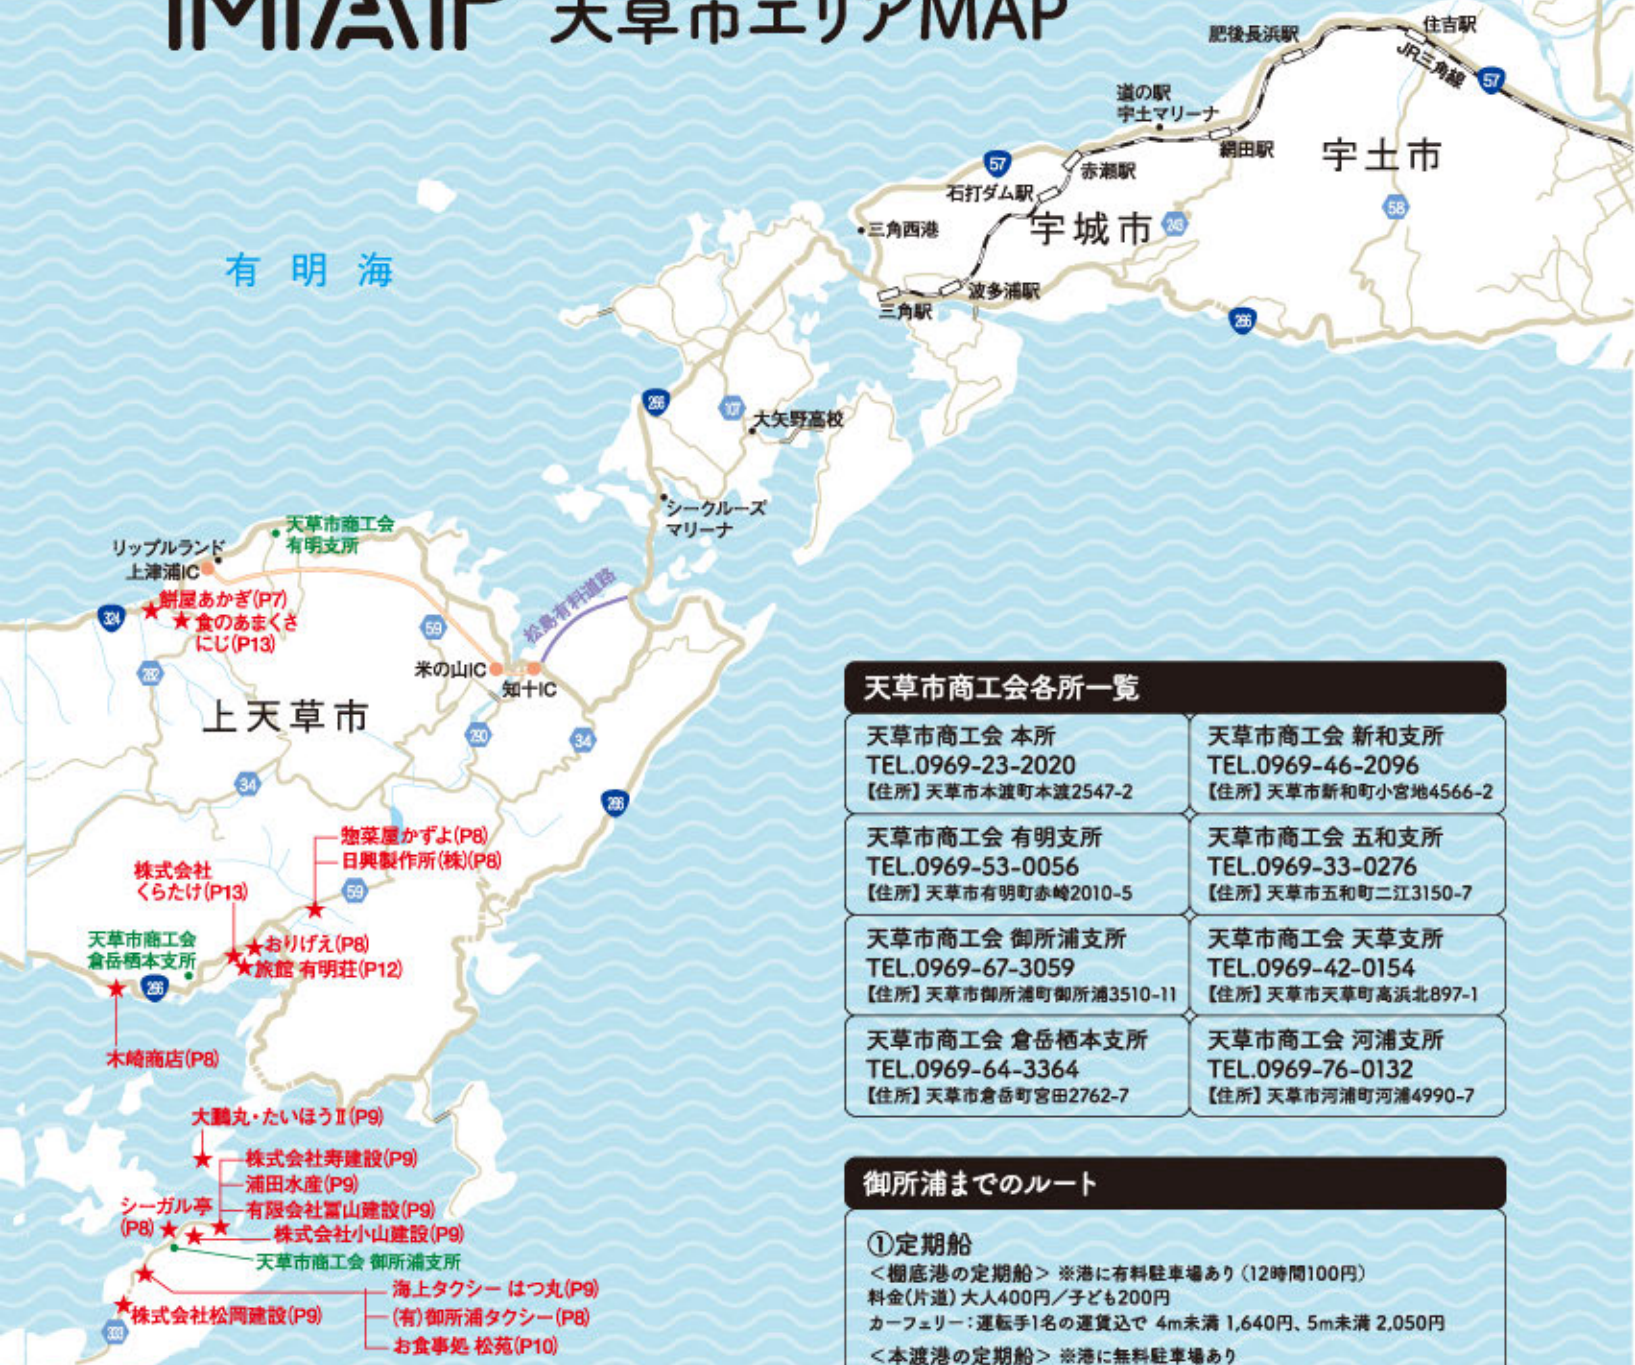 MAP 天草市エリアMAP
肥後長浜駅
住吉駅
JR三角線
57
道の駅
宇土マリーナ
網田駅
宇土市
57
赤瀬駅
石打ダム駅
58
宇城市
243
三角西港
有明海
波多浦駅
三角駅
266
266
107
大矢野高校
シークルーズ
マリーナ
天草市商工会
有明支所
リップルランド
上津浦IC
松島有料道路
餅屋あかぎ(P7)
324
食のあまくさ
にじ(P13)
59
282
米の山IC
知十IC
上天草市
290
34
34
266
惣菜屋かずよ(P8)
日興製作所(株)(P8)
株式会社
くらたけ(P13)
59
天草市商工会
倉岳栖本支所
おりげえ(P8)
旅館 有明荘(P12)
266
木崎商店(P8)
大鵬丸・たいほうⅡ(P9)
株式会社寿建設(P9)
浦田水産(P9)
シーガル亭
(P8)
有限会社冨山建設(P9)
株式会社小山建設(P9)
天草市商工会 御所浦支所
海上タクシー はつ丸(P9)
株式会社松岡建設(P9)
(有)御所浦タクシー(P8)
333
お食事処 松苑(P10)
天草市商工会各所一覧
天草市商工会 本所
TEL.0969-23-2020
【住所】天草市本渡町本渡2547-2
天草市商工会 新和支所
TEL.0969-46-2096
【住所】天草市新和町小宮地4566-2
天草市商工会 有明支所
TEL.0969-53-0056
【住所】天草市有明町赤崎2010-5
天草市商工会 五和支所
TEL.0969-33-0276
【住所】天草市五和町二江3150-7
天草市商工会 御所浦支所
TEL.0969-67-3059
【住所】天草市御所浦町御所浦3510-11
天草市商工会 天草支所
TEL.0969-42-0154
【住所】天草市天草町高浜北897-1
天草市商工会 倉岳栖本支所
TEL.0969-64-3364
【住所】天草市倉岳町宮田2762-7
天草市商工会 河浦支所
TEL.0969-76-0132
【住所】天草市河浦町河浦4990-7
御所浦までのルート
①定期船
＜棚底港の定期船＞ ※港に有料駐車場あり（12時間100円）
料金(片道) 大人400円／子ども200円
カーフェリー：運転手1名の運賃込で 4m未満 1,640円、5m未満 2,050円
＜本渡港の定期船＞ ※港に無料駐車場あり